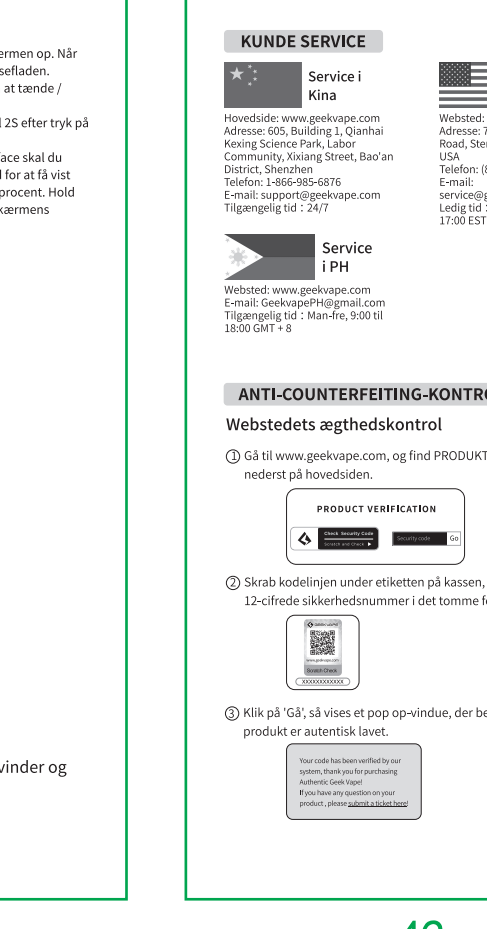 ermen op. Når
sefladen.
at tænde /
2S efter tryk på
face skal du
for at få vist
procent. Hold
kærmens
vinder og
KUNDE SERVICE
Service i
Kina
Hovedside: www.geekvape.com
Adresse: 605, Building 1, Qianhai
Kexing Science Park, Labor
Community, Xixiang Street, Bao'an
District, Shenzhen
Telefon: 1-866-985-6876
E-mail: support@geekvape.com
Tilgængelig tid：24/7
Websted:
Adresse: 7
Road, Ste
USA
Telefon: (8
E-mail:
service@g
Ledig tid：
17:00 EST
Service
i PH
Websted: www.geekvape.com
E-mail: GeekvapePH@gmail.com
Tilgængelig tid：Man-fre, 9:00 til
18:00 GMT + 8
ANTI-COUNTERFEITING-KONTRO
Webstedets ægthedskontrol
① Gå til www.geekvape.com, og find PRODUKT
nederst på hovedsiden.
PRODUCT VERIFICATION
Check Security Code
Scratch and Check ▶
Security code Go
② Skrab kodelinjen under etiketten på kassen,
12-cifrede sikkerhedsnummer i det tomme fe
GEEKVAPE
www.geekvape.com
Scratch Check
XXXXXXXXXXXX
③ Klik på 'Gå', så vises et pop op-vindue, der be
produkt er autentisk lavet.
Your code has been verified by our
system, thank you for purchasing
Authentic Geek Vape!
If you have any question on your
product , please submit a ticket here!